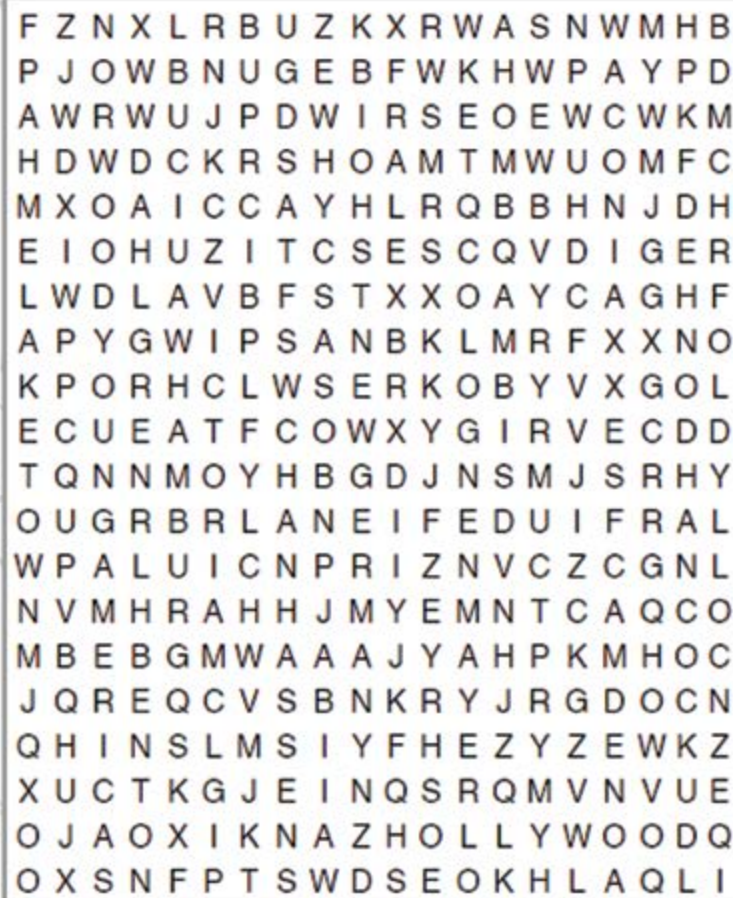 F Z N X L R B U Z K X R W A S N W M H B
P J O W B N U G E B F W K H W P A Y P D
A W R W U J P D W I R S E O E W C W K M
H D W D C K R S H O A M T M W U O M F C
M X O A I C C A Y H L R Q B B H N J D H
E I O H U Z I T C S E S C Q V D I G E R
L W D L A V B F S T X X O A Y C A G H F
A P Y G W I P S A N B K L M R F X X N O
K P O R H C L W S E R K O B Y V X G O L
E C U E A T F C O W X Y G I R V E C D D
T Q N N M O Y H B G D J N S M J S R H Y
O U G R B R L A N E I F E D U I F R A L
W P A L U I C N P R I Z N V C Z C G N L
N V M H R A H H J M Y E M N T C A Q C O
M B E B G M W A A A J Y A H P K M H O C
J Q R E Q C V S B N K R Y J R G D O C N
Q H I N S L M S I Y F H E Z Y Z E W K Z
X U C T K G J E I N Q S R Q M V N V U E
O J A O X I K N A Z H O L L Y W O O D Q
O X S N F P T S W D S E O K H L A Q L I